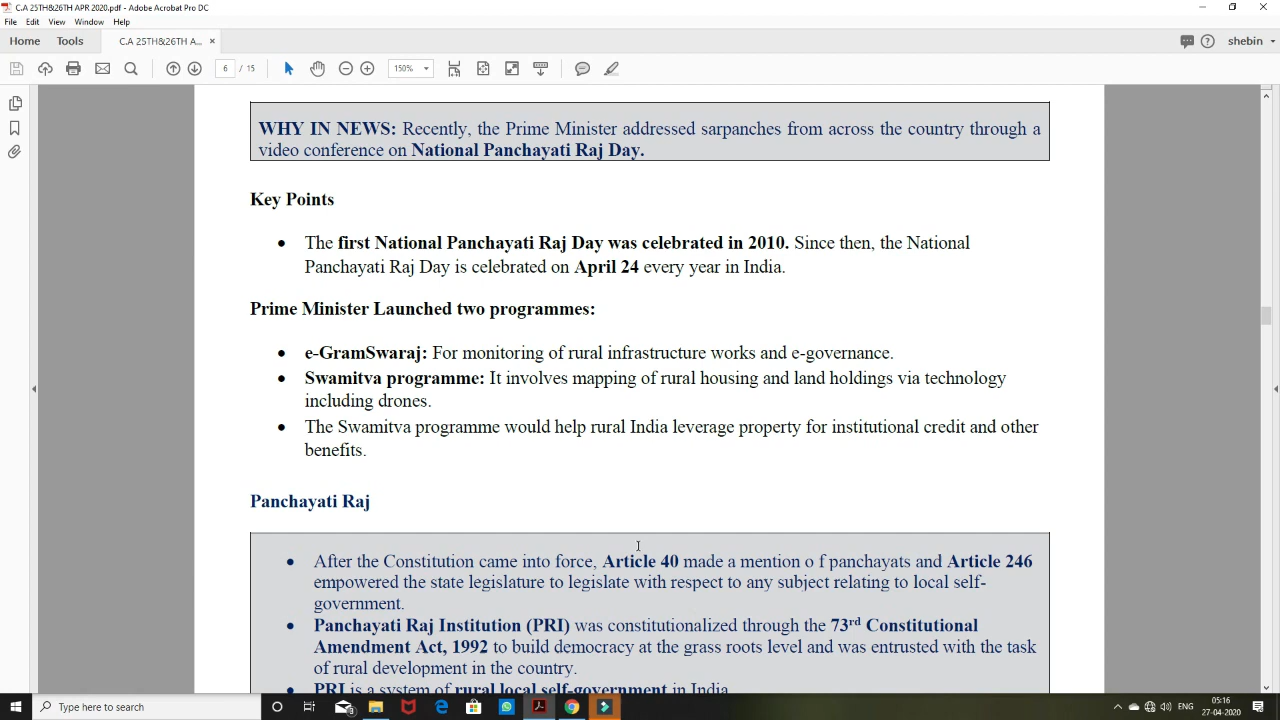 C.A 25TH&26TH APR 2020.pdf - Adobe Acrobat Pro DC
File Edit View Window Help
Home Tools C.A 25TH&26TH A... × shebin
6 / 15 150%
WHY IN NEWS: Recently, the Prime Minister addressed sarpanches from across the country through a
video conference on National Panchayati Raj Day.
Key Points
• The first National Panchayati Raj Day was celebrated in 2010. Since then, the National
Panchayati Raj Day is celebrated on April 24 every year in India.
Prime Minister Launched two programmes:
• e-GramSwaraj: For monitoring of rural infrastructure works and e-governance.
• Swamitva programme: It involves mapping of rural housing and land holdings via technology
including drones.
• The Swamitva programme would help rural India leverage property for institutional credit and other
benefits.
Panchayati Raj
• After the Constitution came into force, Article 40 made a mention o f panchayats and Article 246
empowered the state legislature to legislate with respect to any subject relating to local self-
government.
• Panchayati Raj Institution (PRI) was constitutionalized through the 73rd Constitutional
Amendment Act, 1992 to build democracy at the grass roots level and was entrusted with the task
of rural development in the country.
• PRI is a system of rural local self-government in India
Type here to search
ENG
05:16
27-04-2020